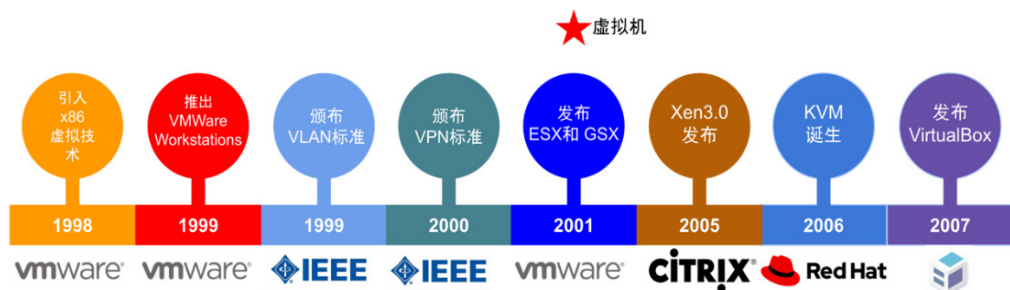 虚拟机
引入
x86
虚拟技
术
推出
VMWare
Workstations
颁布
VLAN标准
颁布
VPN标准
发布
ESX和 GSX
Xen3.0
发布
KVM
诞生
发布
VirtualBox
1998
1999
1999
2000
2001
2005
2006
2007
vmware®
vmware®
IEEE
IEEE
vmware®
CİTRIX®
Red Hat